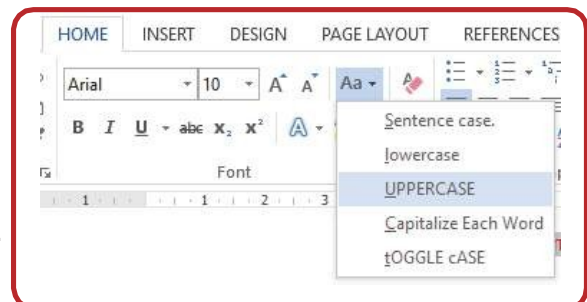 HOME INSERT DESIGN PAGE LAYOUT REFERENCES
Arial 10 A A Aa
B I U abc x₂ x² A
Font
1 1 2 3
Sentence case.
lowercase
UPPERCASE
Capitalize Each Word
tOGGLE cASE